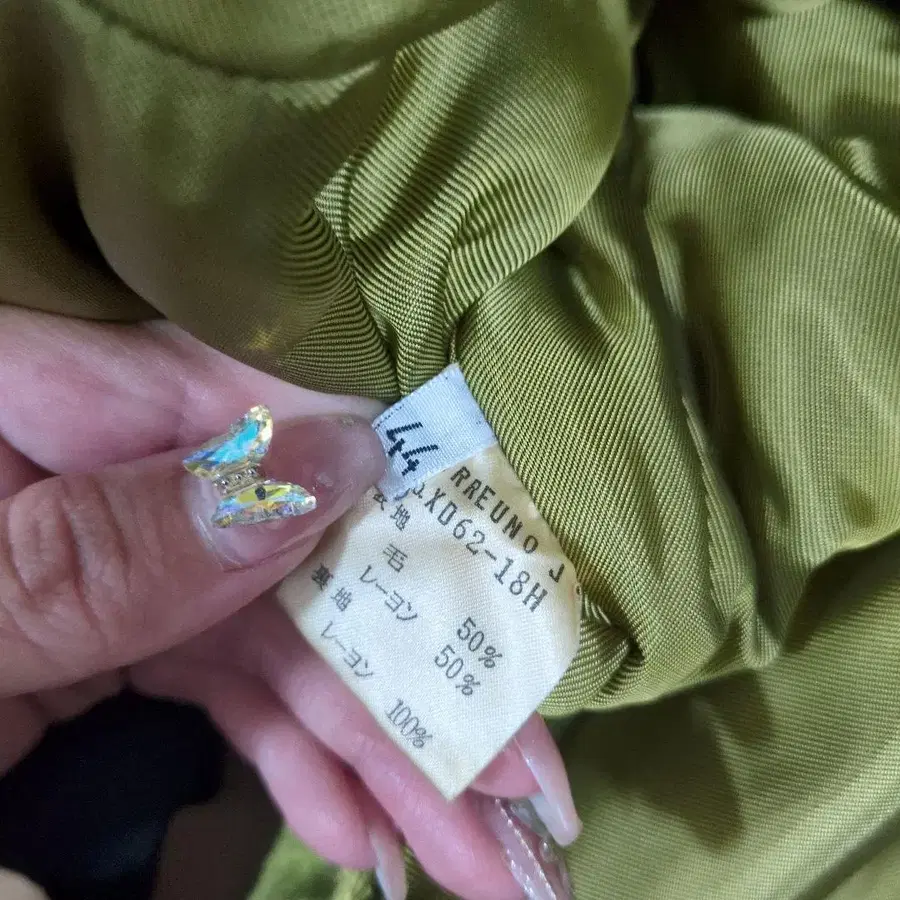 44
RREUNO J
XD62-18H
表地
毛 50%
レーヨン 50%
裏地
レーヨン 100%